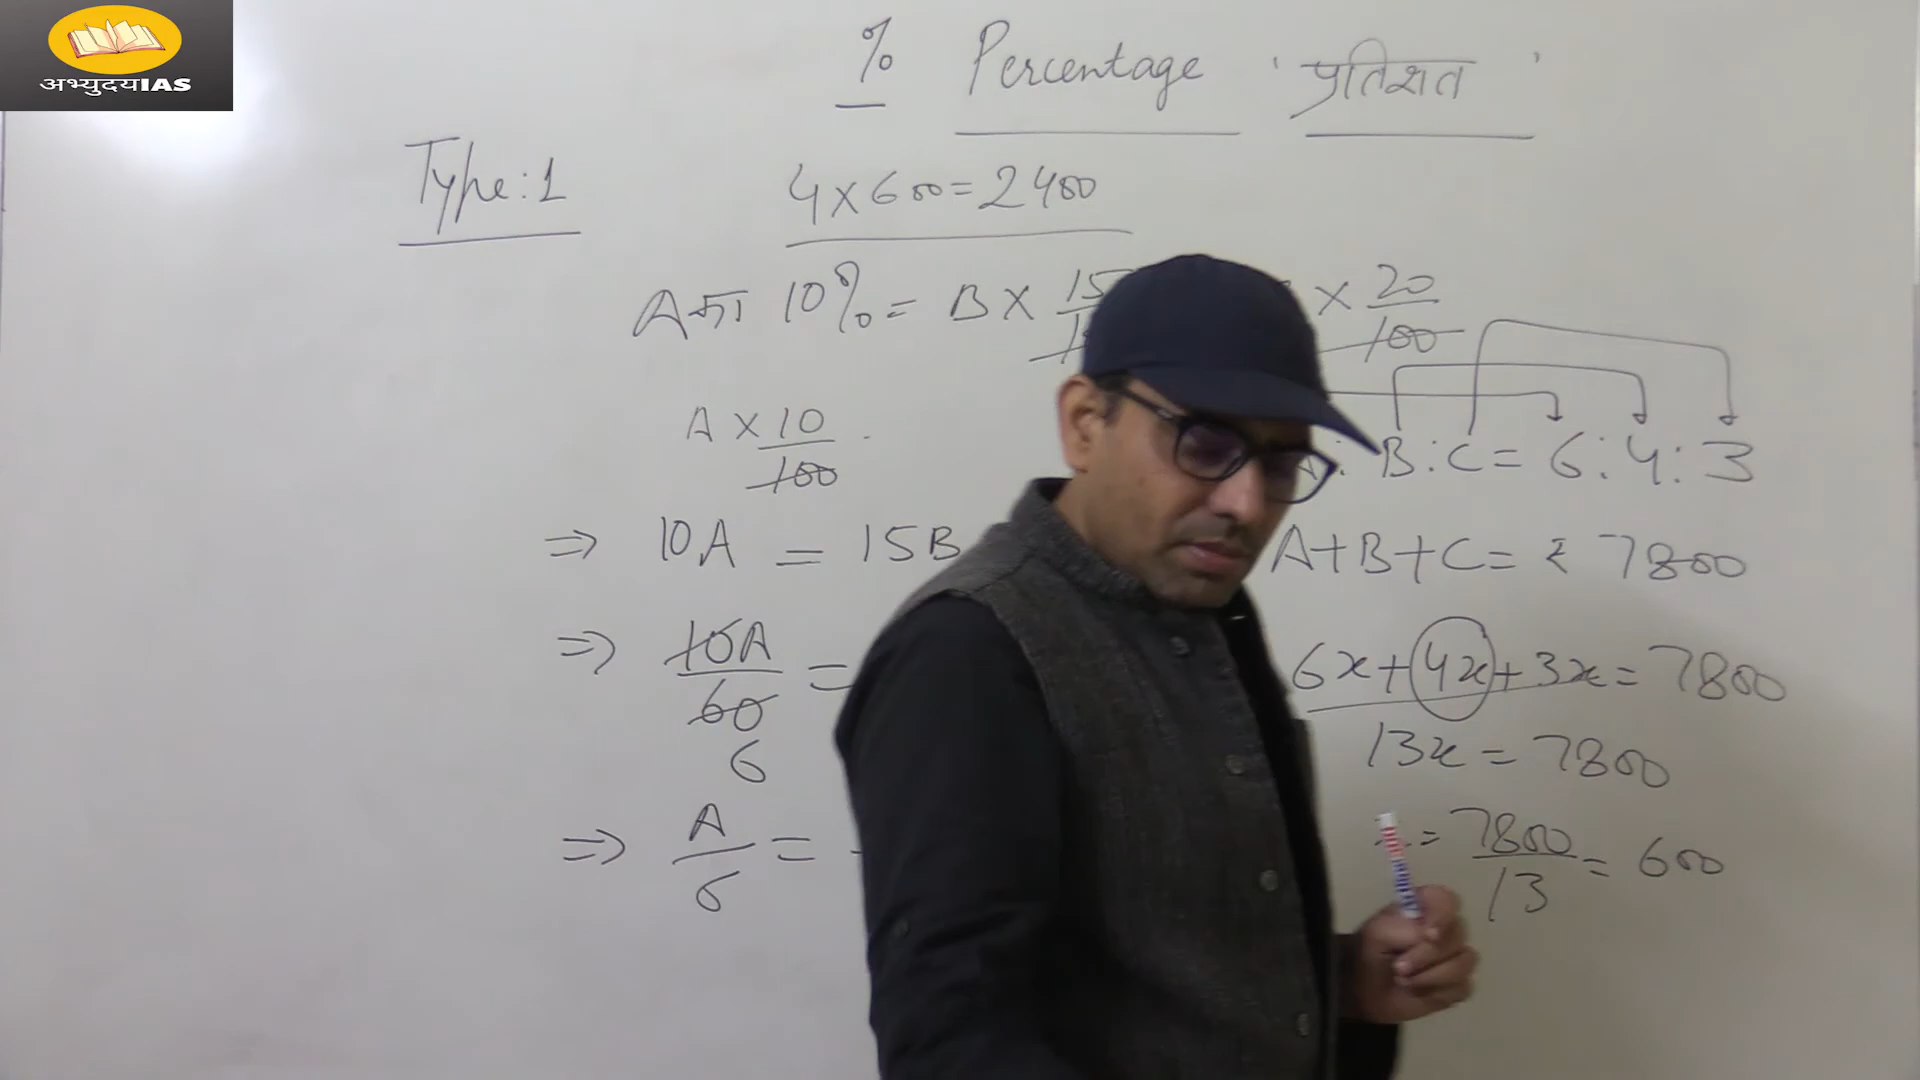 अभ्युदयIAS
% Percentage 'प्रतिशत'
Type:1
4×600=2400
A का 10% = B × 15 × 20/100
A × 10/100
A : B : C = 6 : 4 : 3
⇒ 10A = 15B
A+B+C = ₹ 7800
⇒ 10A/60 =
6
6x+4x+3x = 7800
13x = 7800
⇒ A/6 =
= 7800/13 = 600